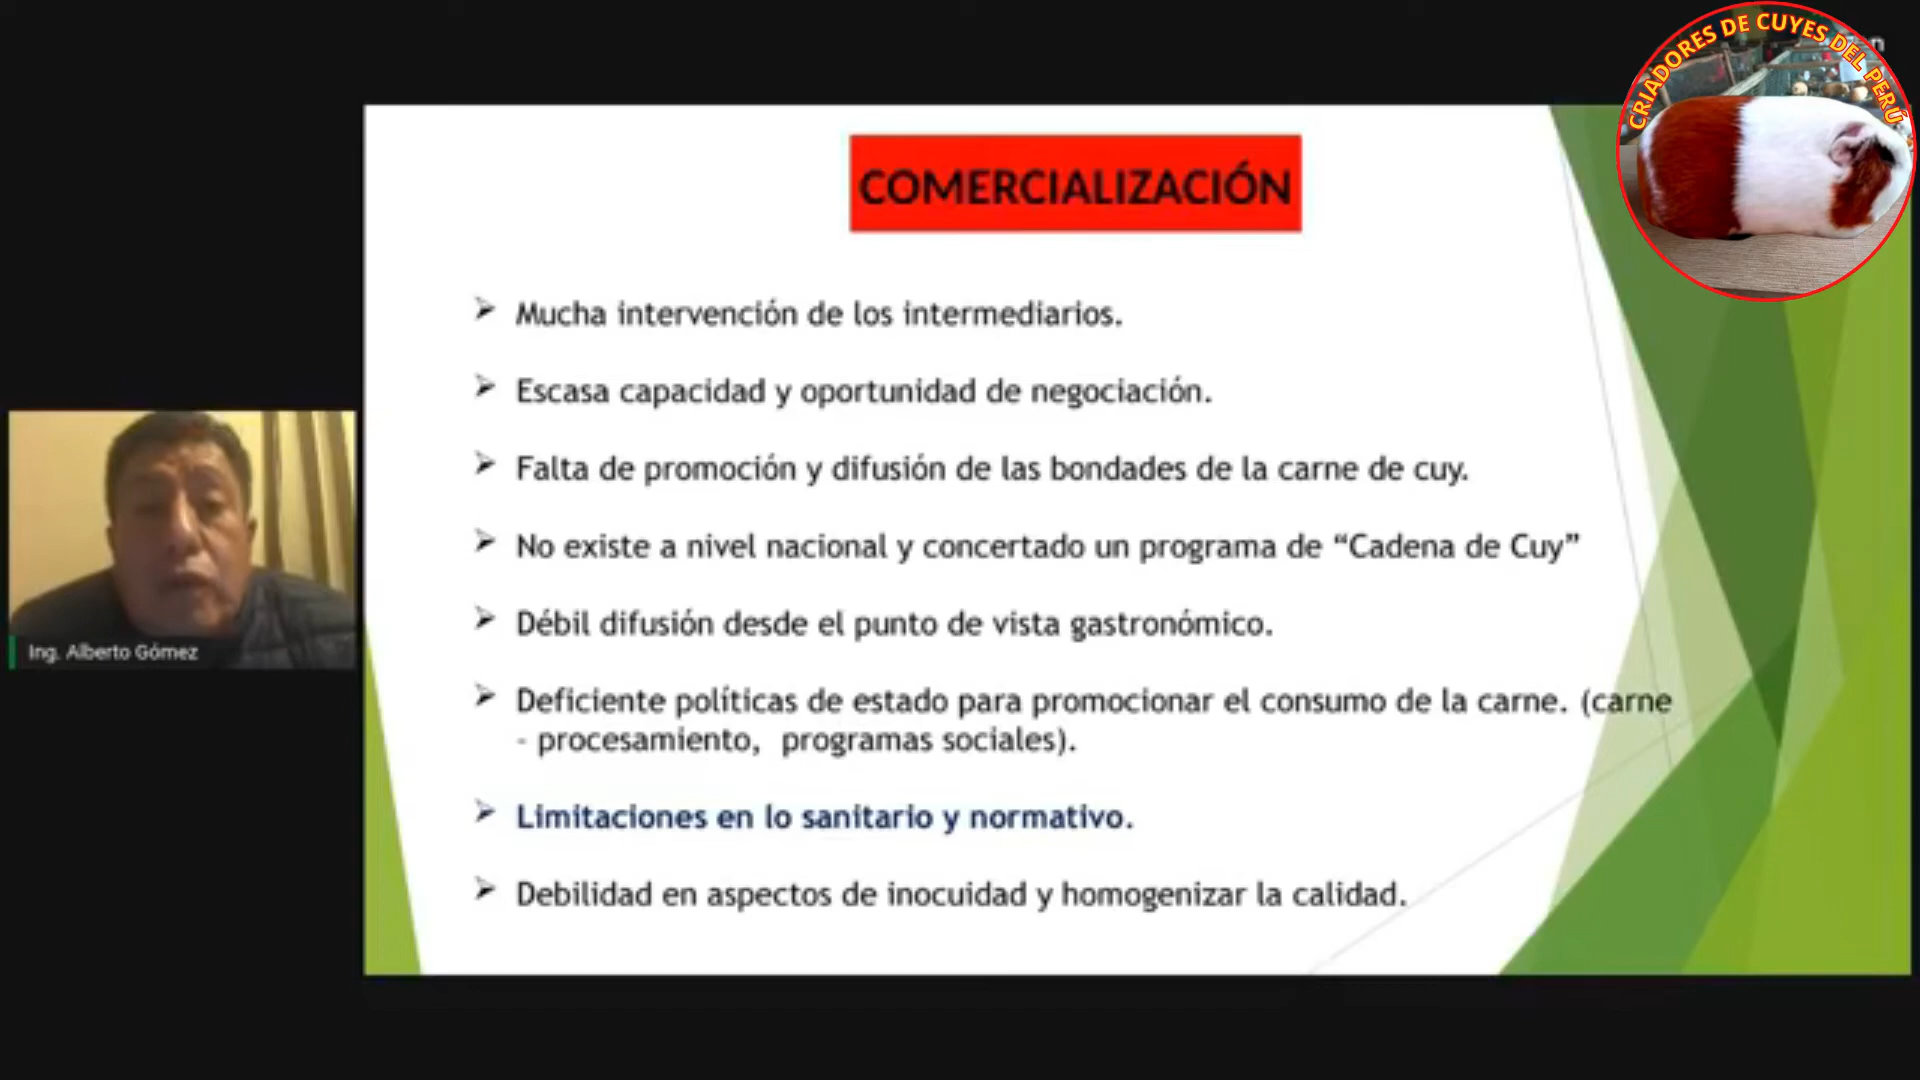 CRIADORES DE CUYES DEL PERÚ
COMERCIALIZACIÓN
➢ Mucha intervención de los intermediarios.
➢ Escasa capacidad y oportunidad de negociación.
➢ Falta de promoción y difusión de las bondades de la carne de cuy.
➢ No existe a nivel nacional y concertado un programa de “Cadena de Cuy”
➢ Débil difusión desde el punto de vista gastronómico.
➢ Deficiente políticas de estado para promocionar el consumo de la carne. (carne
- procesamiento, programas sociales).
➢ Limitaciones en lo sanitario y normativo.
➢ Debilidad en aspectos de inocuidad y homogenizar la calidad.
Ing. Alberto Gómez